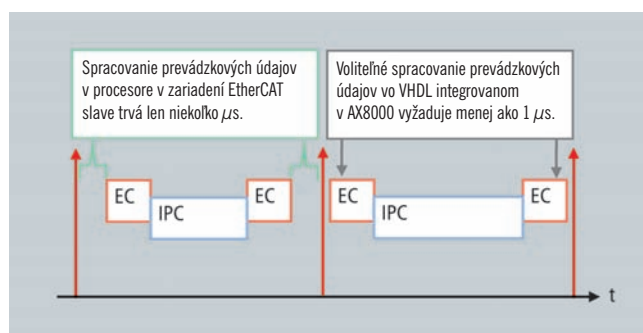 Spracovanie prevádzkových údajov
v procesore v zariadení EtherCAT
slave trvá len niekoľko µs.
Voliteľné spracovanie prevádzkových
údajov vo VHDL integrovanom
v AX8000 vyžaduje menej ako 1 µs.
EC
IPC
EC
EC
IPC
EC
t